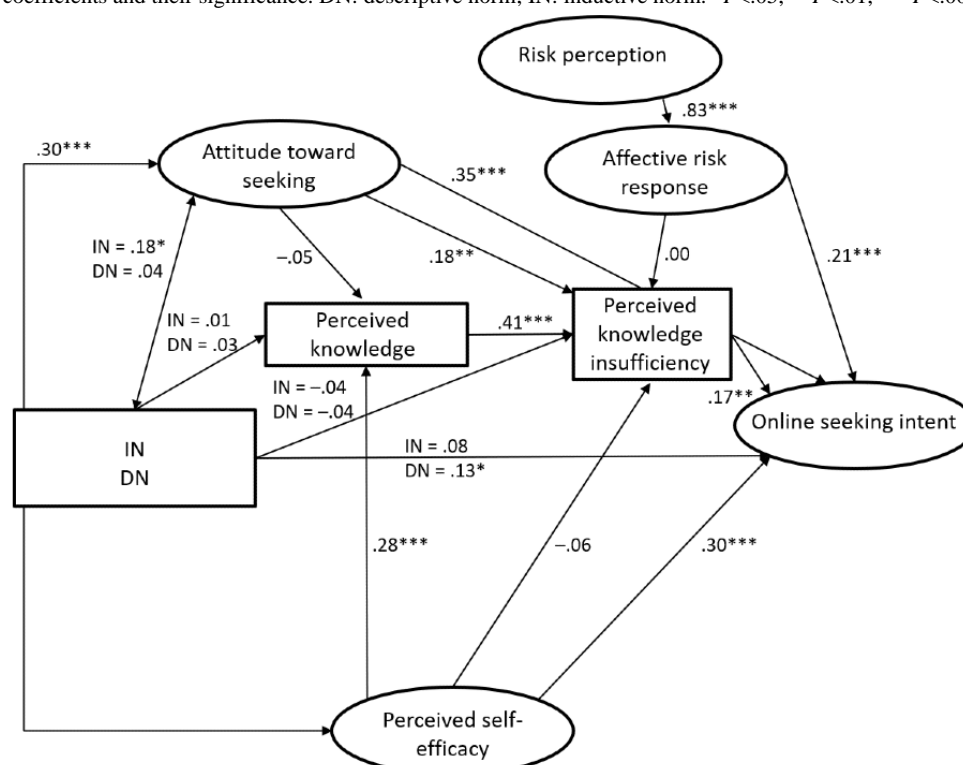 coefficients and their significance. DN: descriptive norm; IN: inductive norm.
Risk perception
.83***
.30***
Attitude toward
seeking
Affective risk
response
.35***
IN = .18*
DN = .04
–.05
.18**
.00
.21***
IN = .01
DN = .03
Perceived
knowledge
.41***
Perceived
knowledge
insufficiency
IN = –.04
DN = –.04
.17**
Online seeking intent
IN
DN
IN = .08
DN = .13*
.28***
–.06
.30***
Perceived self-
efficacy